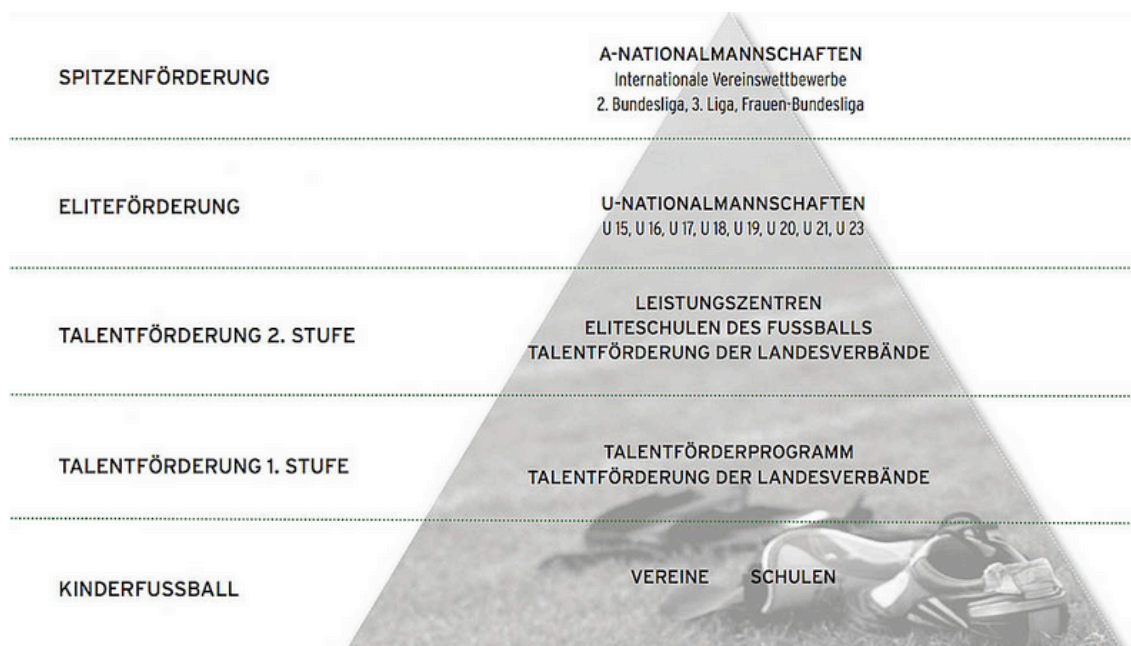 SPITZENFÖRDERUNG
A-NATIONALMANNSCHAFTEN
Internationale Vereinswettbewerbe
2. Bundesliga, 3. Liga, Frauen-Bundesliga
ELITEFÖRDERUNG
U-NATIONALMANNSCHAFTEN
U 15, U 16, U 17, U 18, U 19, U 20, U 21, U 23
TALENTFÖRDERUNG 2. STUFE
LEISTUNGSZENTREN
ELITESCHULEN DES FUSSBALLS
TALENTFÖRDERUNG DER LANDESVERBÄNDE
TALENTFÖRDERUNG 1. STUFE
TALENTFÖRDERPROGRAMM
TALENTFÖRDERUNG DER LANDESVERBÄNDE
KINDERFUSSBALL
VEREINE SCHULEN